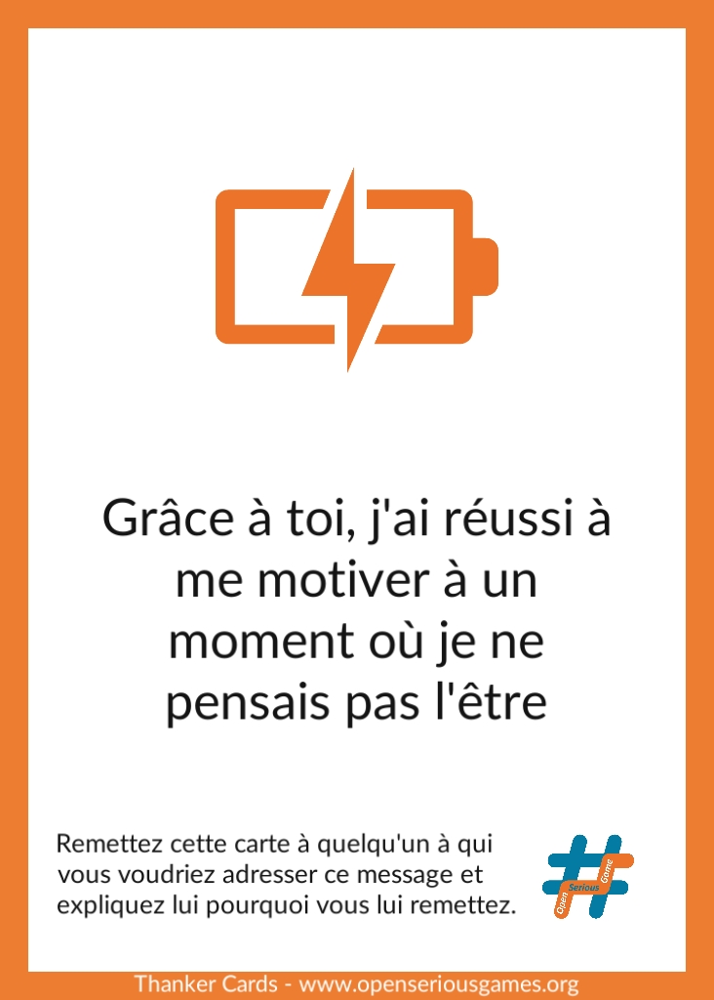 Grâce à toi, j'ai réussi à
me motiver à un
moment où je ne
pensais pas l'être
Remettez cette carte à quelqu'un à qui
vous voudriez adresser ce message et
expliquez lui pourquoi vous lui remettez.
Open Serious Game
Thanker Cards - www.openseriousgames.org